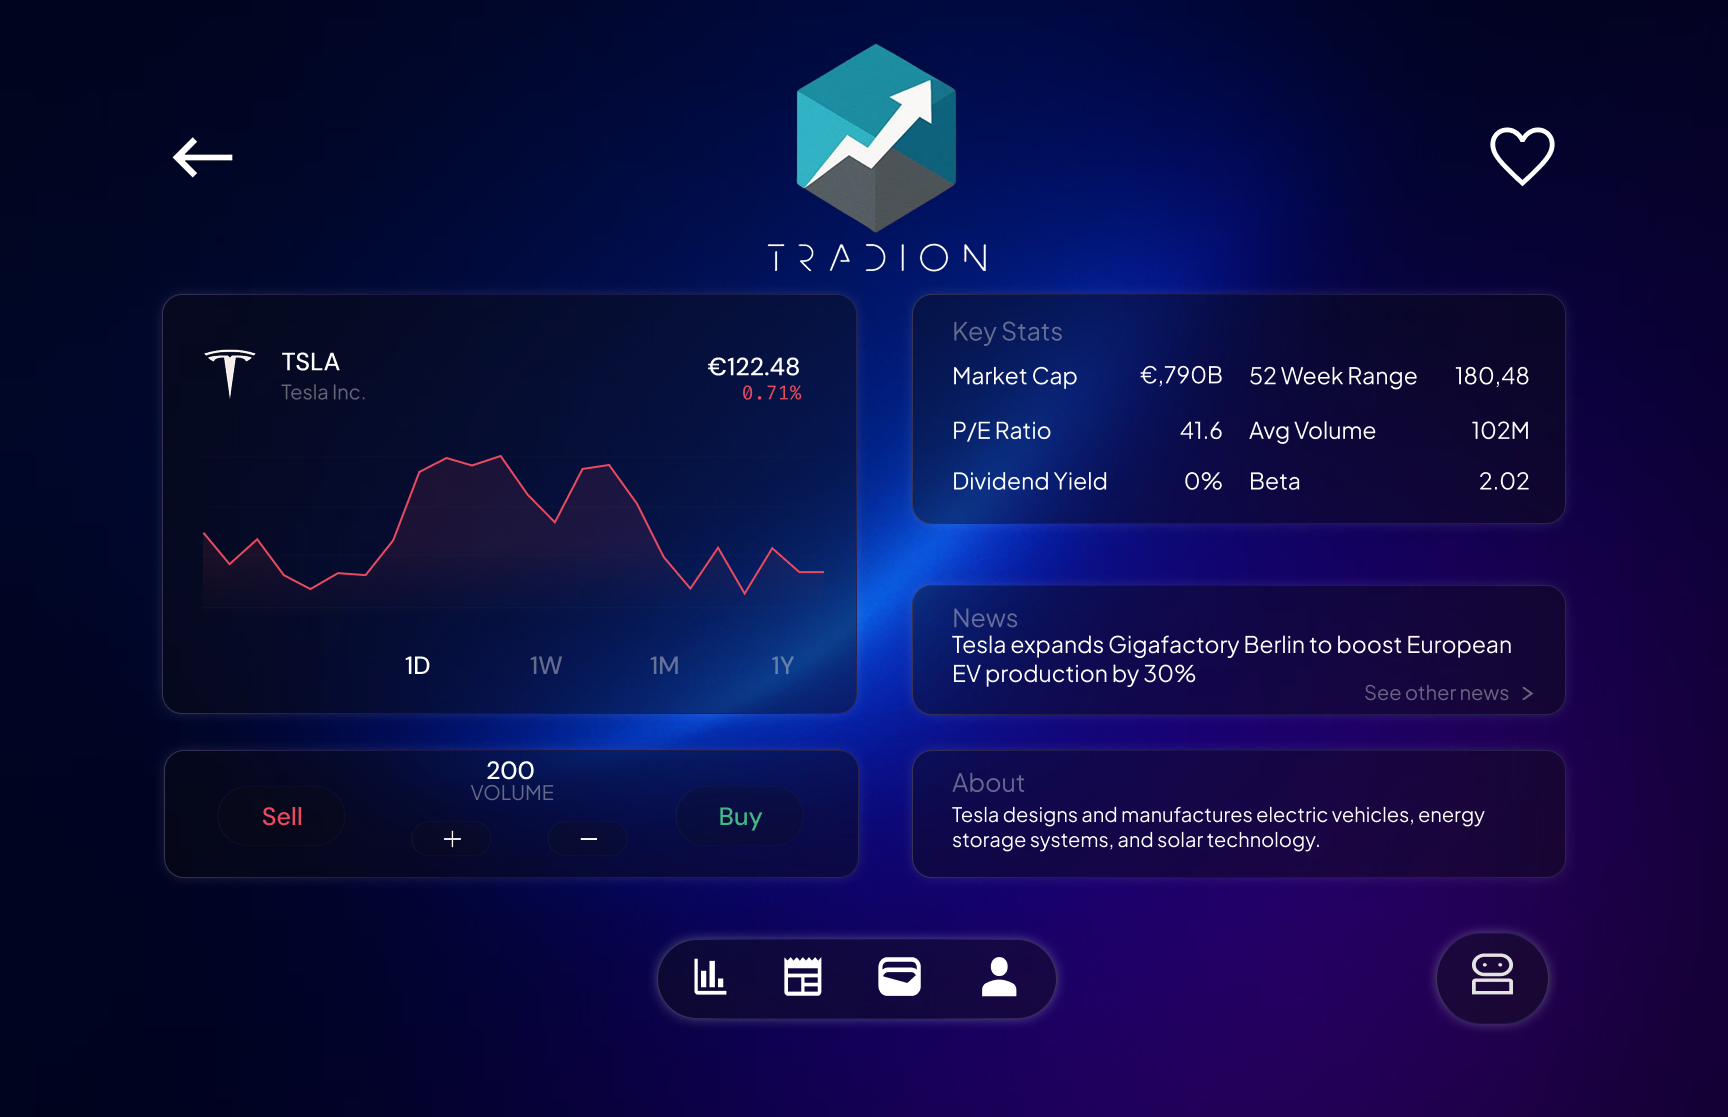 TRADION
TSLA
Tesla Inc.
€122.48
0.71%
1D 1W 1M 1Y
Key Stats
Market Cap €,790B 52 Week Range 180,48
P/E Ratio 41.6 Avg Volume 102M
Dividend Yield 0% Beta 2.02
News
Tesla expands Gigafactory Berlin to boost European
EV production by 30%
See other news >
200
VOLUME
Sell
+
−
Buy
About
Tesla designs and manufactures electric vehicles, energy
storage systems, and solar technology.